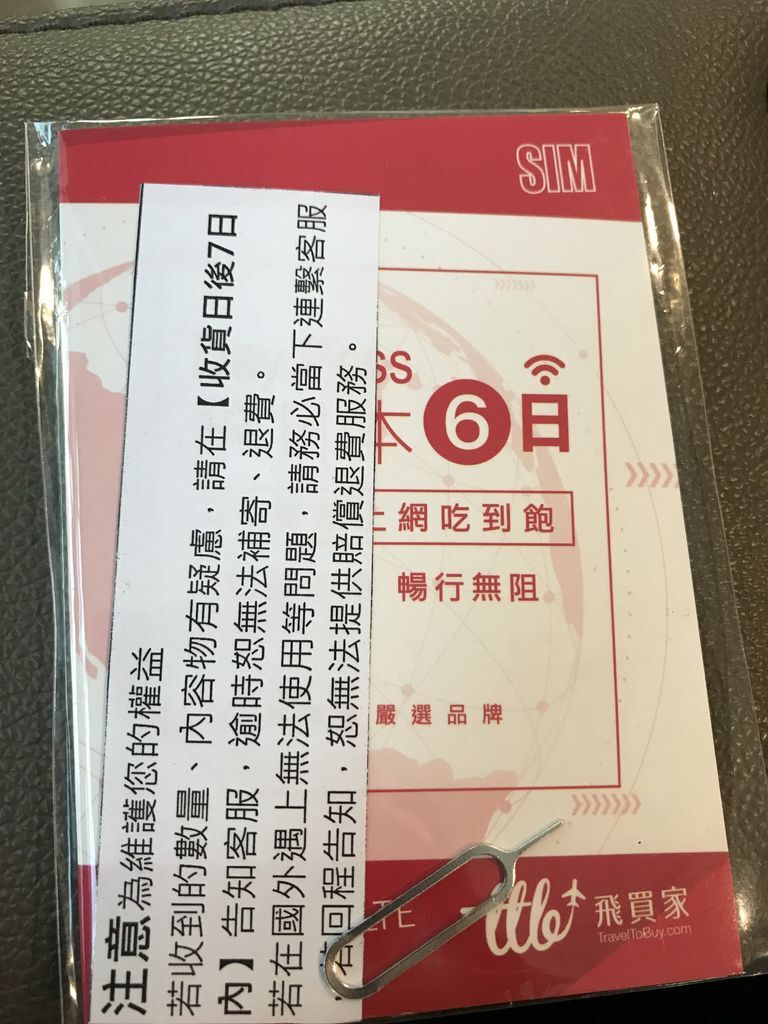 SIM
SS
6日
網吃到飽
暢行無阻
嚴選品牌
LTE
ttb
飛買家
TravelToBuy.com
注意為維護您的權益
若收到的數量、內容物有疑慮，請在【收貨日後7日
內】告知客服，逾時恕無法補寄、退費。
若在國外遇上無法使用等問題，請務必當下連繫客服
，若回程告知，恕無法提供賠償退費服務。